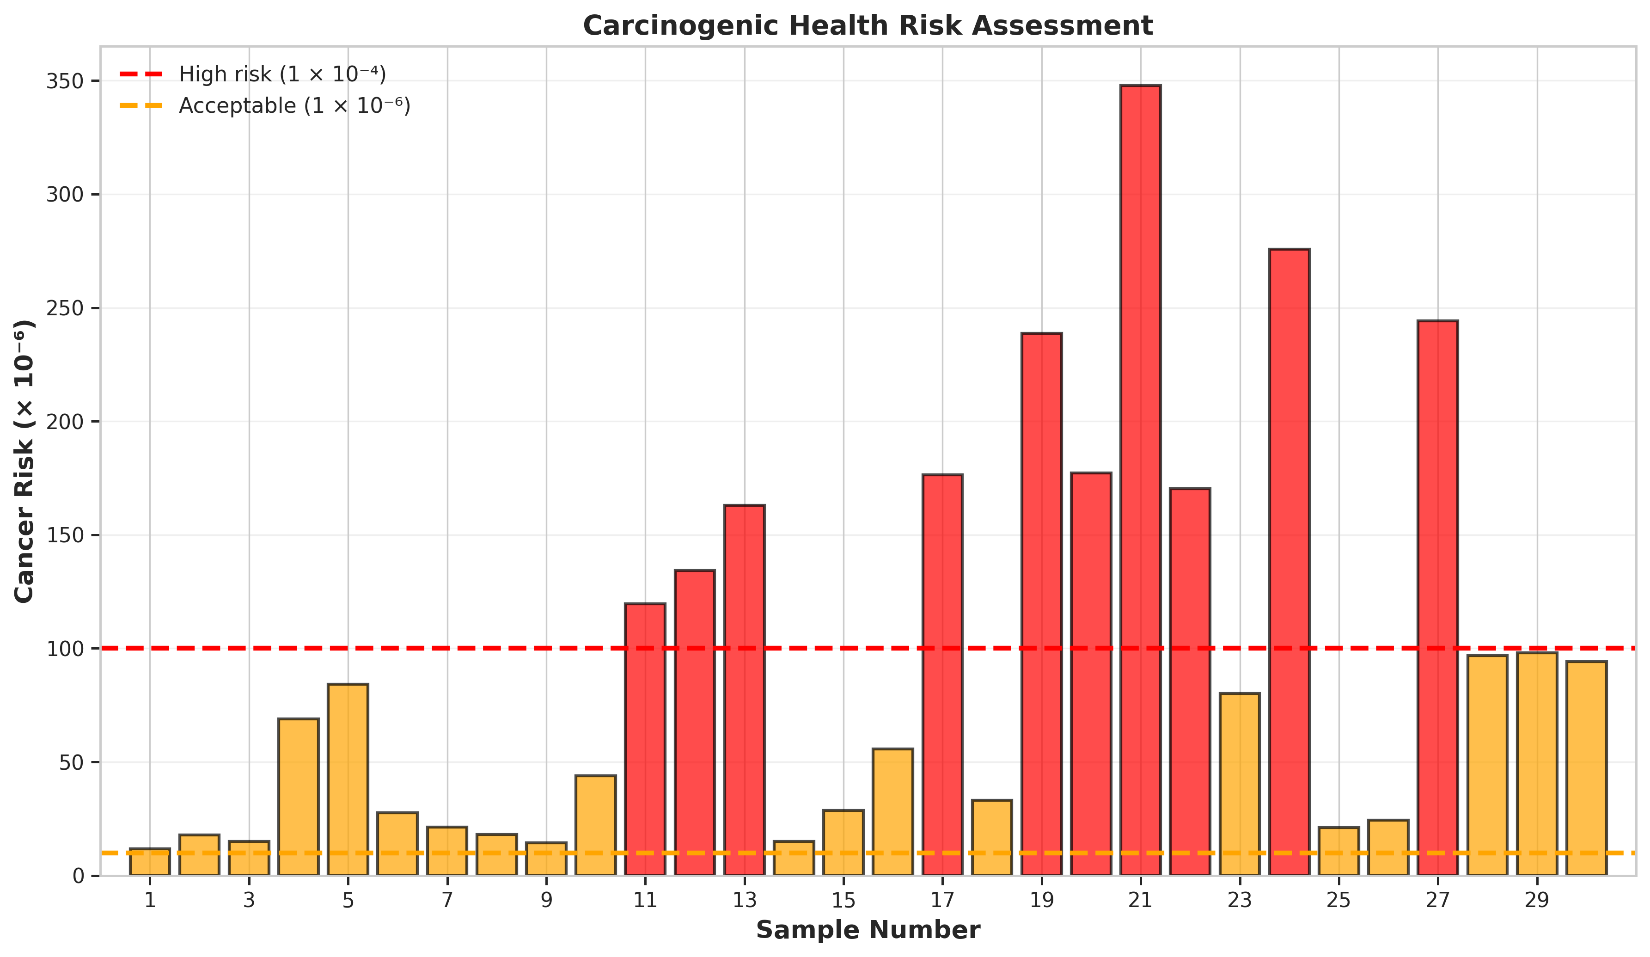 Carcinogenic Health Risk Assessment
High risk (1 × 10⁻⁴)
Acceptable (1 × 10⁻⁶)
Cancer Risk (× 10⁻⁶)
350
300
250
200
150
100
50
0
1 3 5 7 9 11 13 15 17 19 21 23 25 27 29
Sample Number